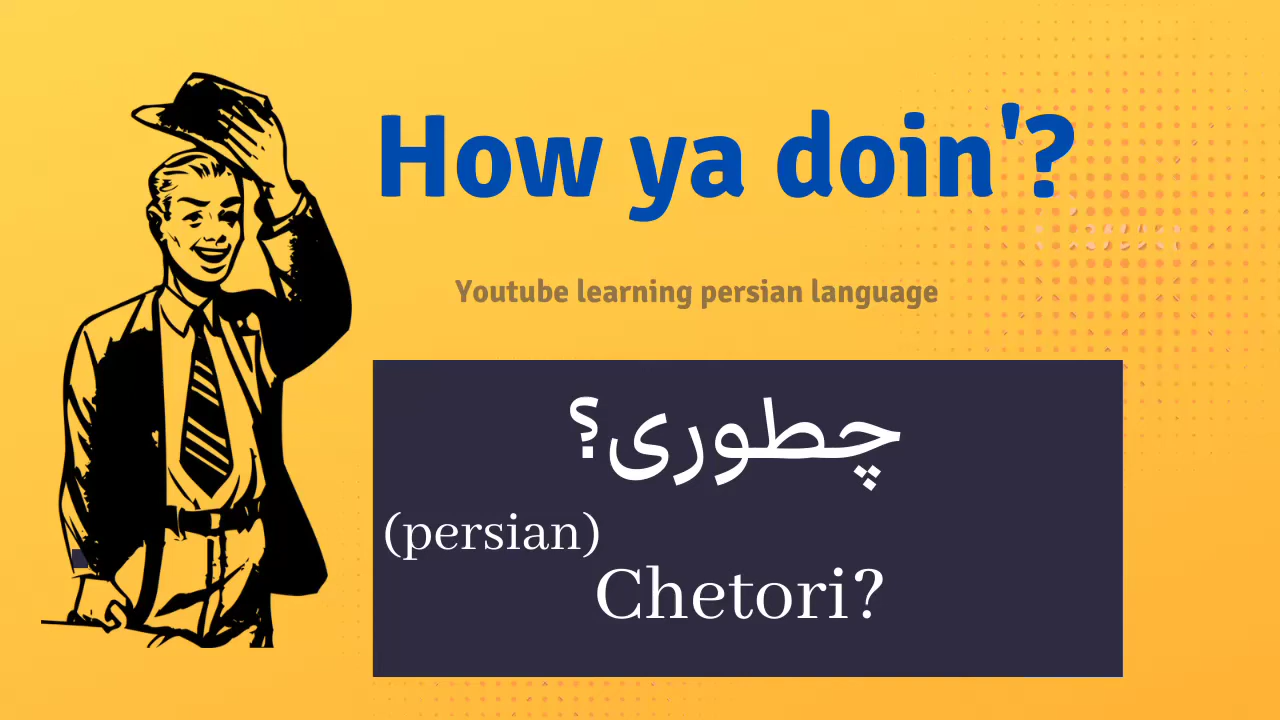 How ya doin'?
Youtube learning persian language
چطوری؟
(persian)
Chetori?